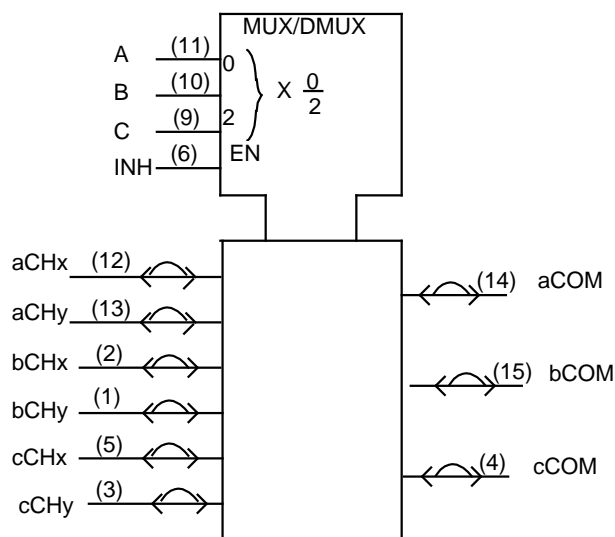 MUX/DMUX
A (11) 0
B (10) X 0/2
C (9) 2
INH (6) EN
aCHx (12)
aCHy (13)
bCHx (2)
bCHy (1)
cCHx (5)
cCHy (3)
(14) aCOM
(15) bCOM
(4) cCOM